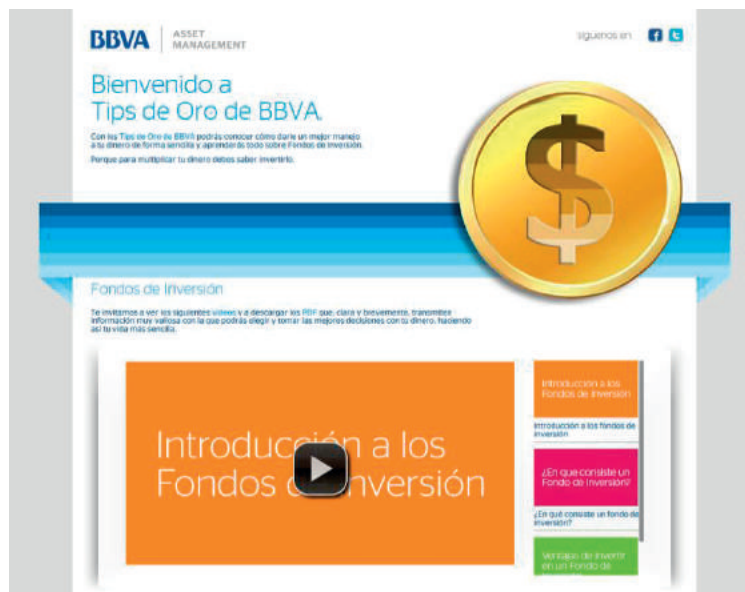 BBVA
ASSET
MANAGEMENT
síguenos en
Bienvenido a
Tips de Oro de BBVA.
Con los Tips de Oro de BBVA podrás conocer cómo darle un mejor manejo
a tu dinero de forma sencilla y aprenderás todo sobre Fondos de Inversión.
Porque para multiplicar tu dinero debes saber invertirlo.
$
Fondos de Inversión
Te invitamos a ver los siguientes videos y a descargar los PDF que, clara y brevemente, transmiten
información muy valiosa con la que podrás elegir y tomar las mejores decisiones con tu dinero, haciendo
así tu vida más sencilla.
Introducción a los
Fondos de Inversión
Introducción a los
Fondos de Inversión
Introducción a los fondos de
inversión
¿En que consiste un
Fondo de Inversión?
¿En qué consiste un fondo de
inversión?
Ventajas de Invertir
en un Fondo de